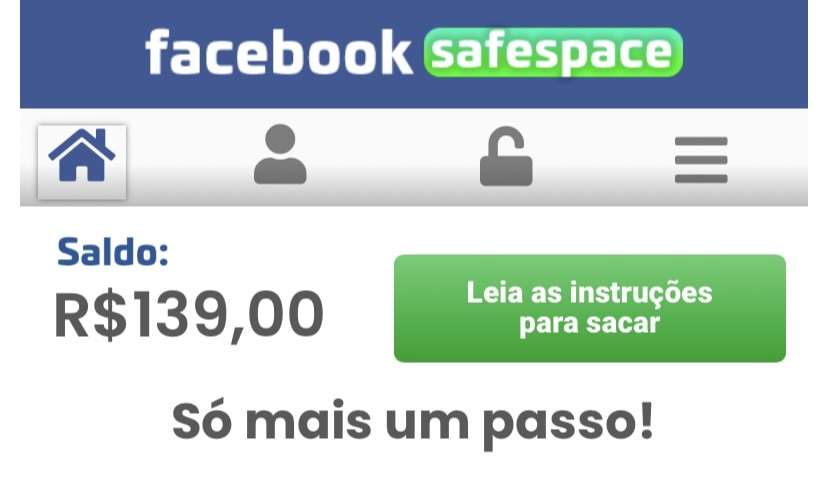 facebook safespace
Saldo:
R$139,00
Leia as instruções
para sacar
Só mais um passo!